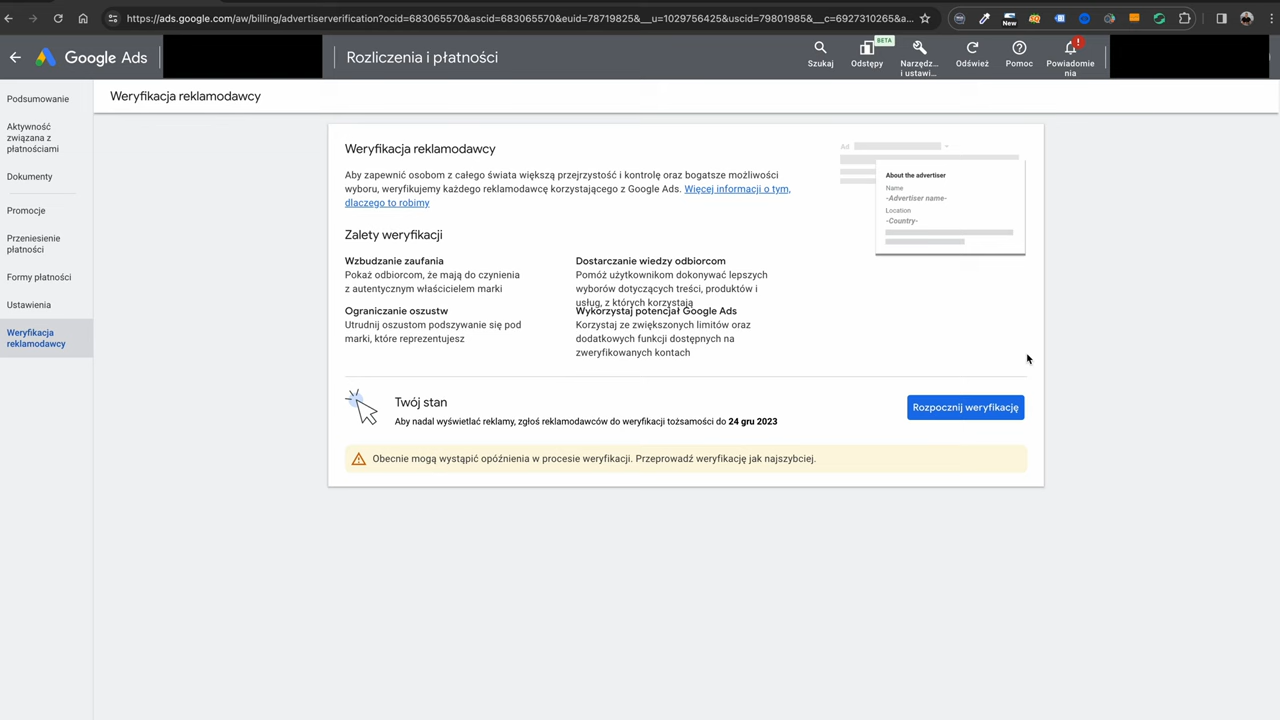 https://ads.google.com/aw/billing/advertiserverification?ocid=683065570&ascid=683065570&euid=78719825&__u=1029756425&uscid=79801985&__c=6927310265&a...
New
Google Ads
Rozliczenia i płatności
Szukaj
BETA
Odstępy
Narzędz...
i ustawi...
Odśwież
Pomoc
!
Powiadomie
nia
Podsumowanie
Aktywność
związana z
płatnościami
Dokumenty
Promocje
Przeniesienie
płatności
Formy płatności
Ustawienia
Weryfikacja
reklamodawcy
Weryfikacja reklamodawcy
Weryfikacja reklamodawcy
Aby zapewnić osobom z całego świata większą przejrzystość i kontrolę oraz bogatsze możliwości
wyboru, weryfikujemy każdego reklamodawcę korzystającego z Google Ads. Więcej informacji o tym,
dlaczego to robimy
Ad
About the advertiser
Name
-Advertiser name-
Location
-Country-
Zalety weryfikacji
Wzbudzanie zaufania
Pokaż odbiorcom, że mają do czynienia
z autentycznym właścicielem marki
Dostarczanie wiedzy odbiorcom
Pomóż użytkownikom dokonywać lepszych
wyborów dotyczących treści, produktów i
usług, z których korzystają
Ograniczanie oszustw
Utrudnij oszustom podszywanie się pod
marki, które reprezentujesz
Wykorzystaj potencjał Google Ads
Korzystaj ze zwiększonych limitów oraz
dodatkowych funkcji dostępnych na
zweryfikowanych kontach
Twój stan
Aby nadal wyświetlać reklamy, zgłoś reklamodawców do weryfikacji tożsamości do 24 gru 2023
Rozpocznij weryfikację
Obecnie mogą wystąpić opóźnienia w procesie weryfikacji. Przeprowadź weryfikację jak najszybciej.